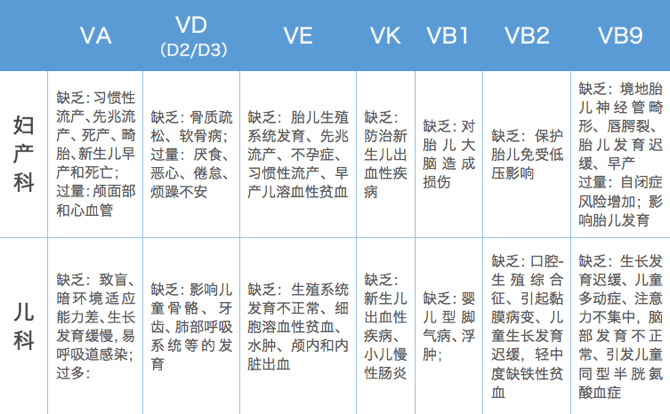 VA
VD
(D2/D3)
VE
VK
VB1
VB2
VB9
妇
产
科
缺乏:习惯性
流产、先兆流
产、死产、畸
胎、新生儿早
产和死亡;
过量:颅面部
和心血管
缺乏:骨质疏
松、软骨病;
过量:厌食、
恶心、倦怠、
烦躁不安
缺乏:胎儿生殖
系统发育、先兆
流产、不孕症、
习惯性流产、早
产儿溶血性贫血
缺乏:
防治新
生儿出
血性疾
病
缺乏:对
胎儿大
脑造成
损伤
缺乏:保护
胎儿免受低
压影响
缺乏:境地胎
儿神经管畸
形、唇腭裂、
胎儿发育迟
缓、早产
过量:自闭症
风险增加;影
响胎儿发育
儿
科
缺乏:致盲、
暗环境适应
能力差、生长
发育缓慢,易
呼吸道感染;
过多:
缺乏:影响儿
童骨骼、牙
齿、肺部呼吸
系统等的发
育
缺乏:生殖系统
发育不正常、细
胞溶血性贫血、
水肿、颅内和内
脏出血
缺乏:
新生儿
出血性
疾病、
小儿慢
性肠炎
缺乏:婴
儿型脚
气病、浮
肿;
缺乏:口腔-
生殖综合
征、引起黏
膜病变、儿
童生长发育
迟缓,轻中
度缺铁性贫
血
缺乏:生长发
育迟缓、儿童
多动症、注意
力不集中,脑
部发育不正
常、引发儿童
同型半胱氨
酸血症